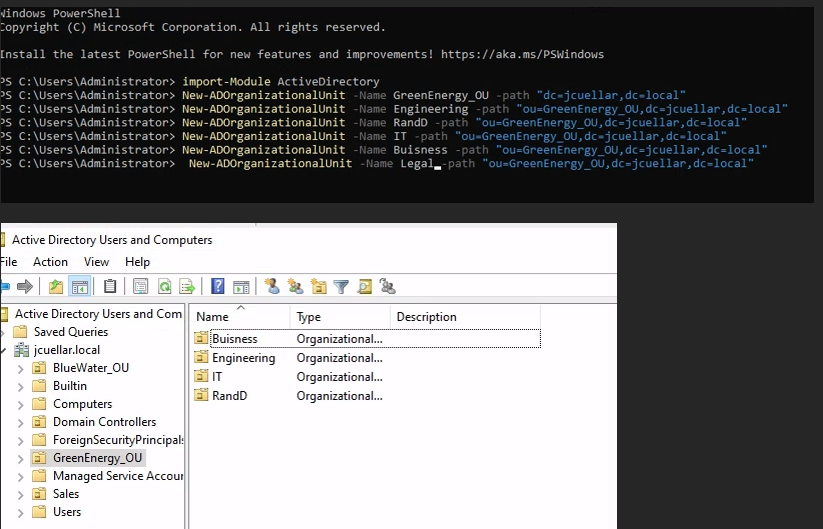 Windows PowerShell
Copyright (C) Microsoft Corporation. All rights reserved.
Install the latest PowerShell for new features and improvements! https://aka.ms/PSWindows
PS C:\Users\Administrator> import-Module ActiveDirectory
PS C:\Users\Administrator> New-ADOrganizationalUnit -Name GreenEnergy_OU -path "dc=jcuellar,dc=local"
PS C:\Users\Administrator> New-ADOrganizationalUnit -Name Engineering -path "ou=GreenEnergy_OU,dc=jcuellar,dc=local"
PS C:\Users\Administrator> New-ADOrganizationalUnit -Name RandD -path "ou=GreenEnergy_OU,dc=jcuellar,dc=local"
PS C:\Users\Administrator> New-ADOrganizationalUnit -Name IT -path "ou=GreenEnergy_OU,dc=jcuellar,dc=local"
PS C:\Users\Administrator> New-ADOrganizationalUnit -Name Buisness -path "ou=GreenEnergy_OU,dc=jcuellar,dc=local"
PS C:\Users\Administrator>  New-ADOrganizationalUnit -Name Legal -path "ou=GreenEnergy_OU,dc=jcuellar,dc=local"
Active Directory Users and Computers
File Action View Help
Active Directory Users and Com
Saved Queries
jcuellar.local
BlueWater_OU
Builtin
Computers
Domain Controllers
ForeignSecurityPrincipals
GreenEnergy_OU
Managed Service Accour
Sales
Users
Name Type Description
Buisness Organizational...
Engineering Organizational...
IT Organizational...
RandD Organizational...